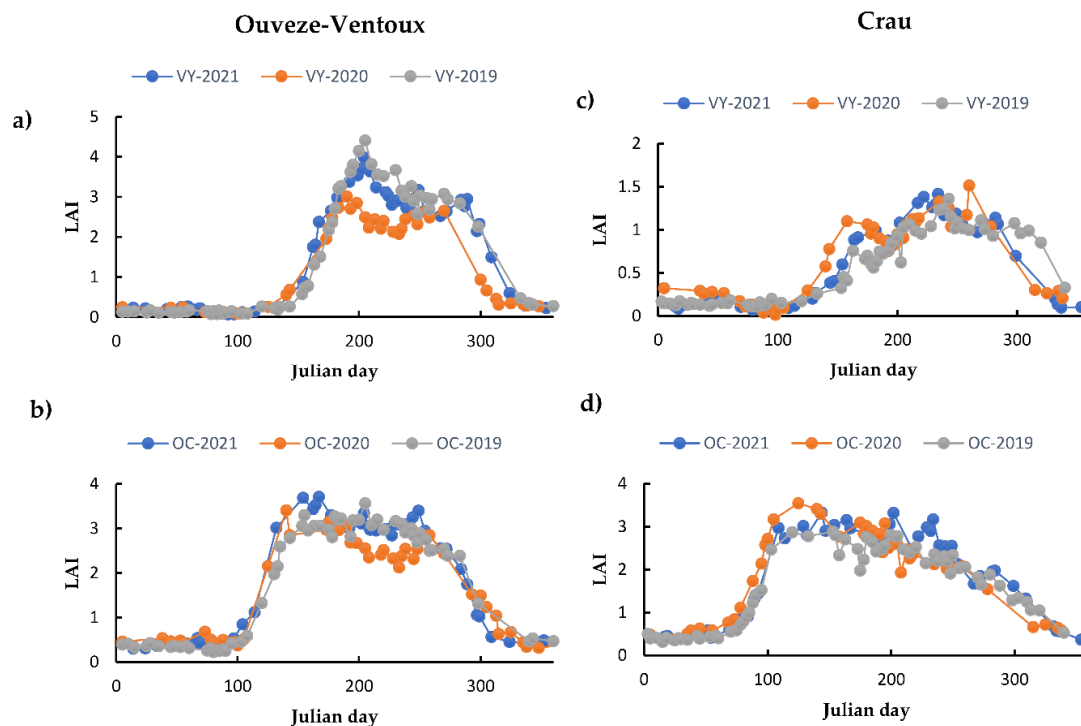 Ouveze-Ventoux
Crau
VY-2021 VY-2020 VY-2019
a)
5
4
3
2
1
0
LAI
0 100 200 300
Julian day
VY-2021 VY-2020 VY-2019
c)
2
1.5
1
0.5
0
LAI
0 100 200 300
Julian day
b)
OC-2021 OC-2020 OC-2019
4
3
2
1
0
LAI
0 100 200 300
Julian day
d)
OC-2021 OC-2020 OC-2019
4
3
2
1
0
LAI
0 100 200 300
Julian day